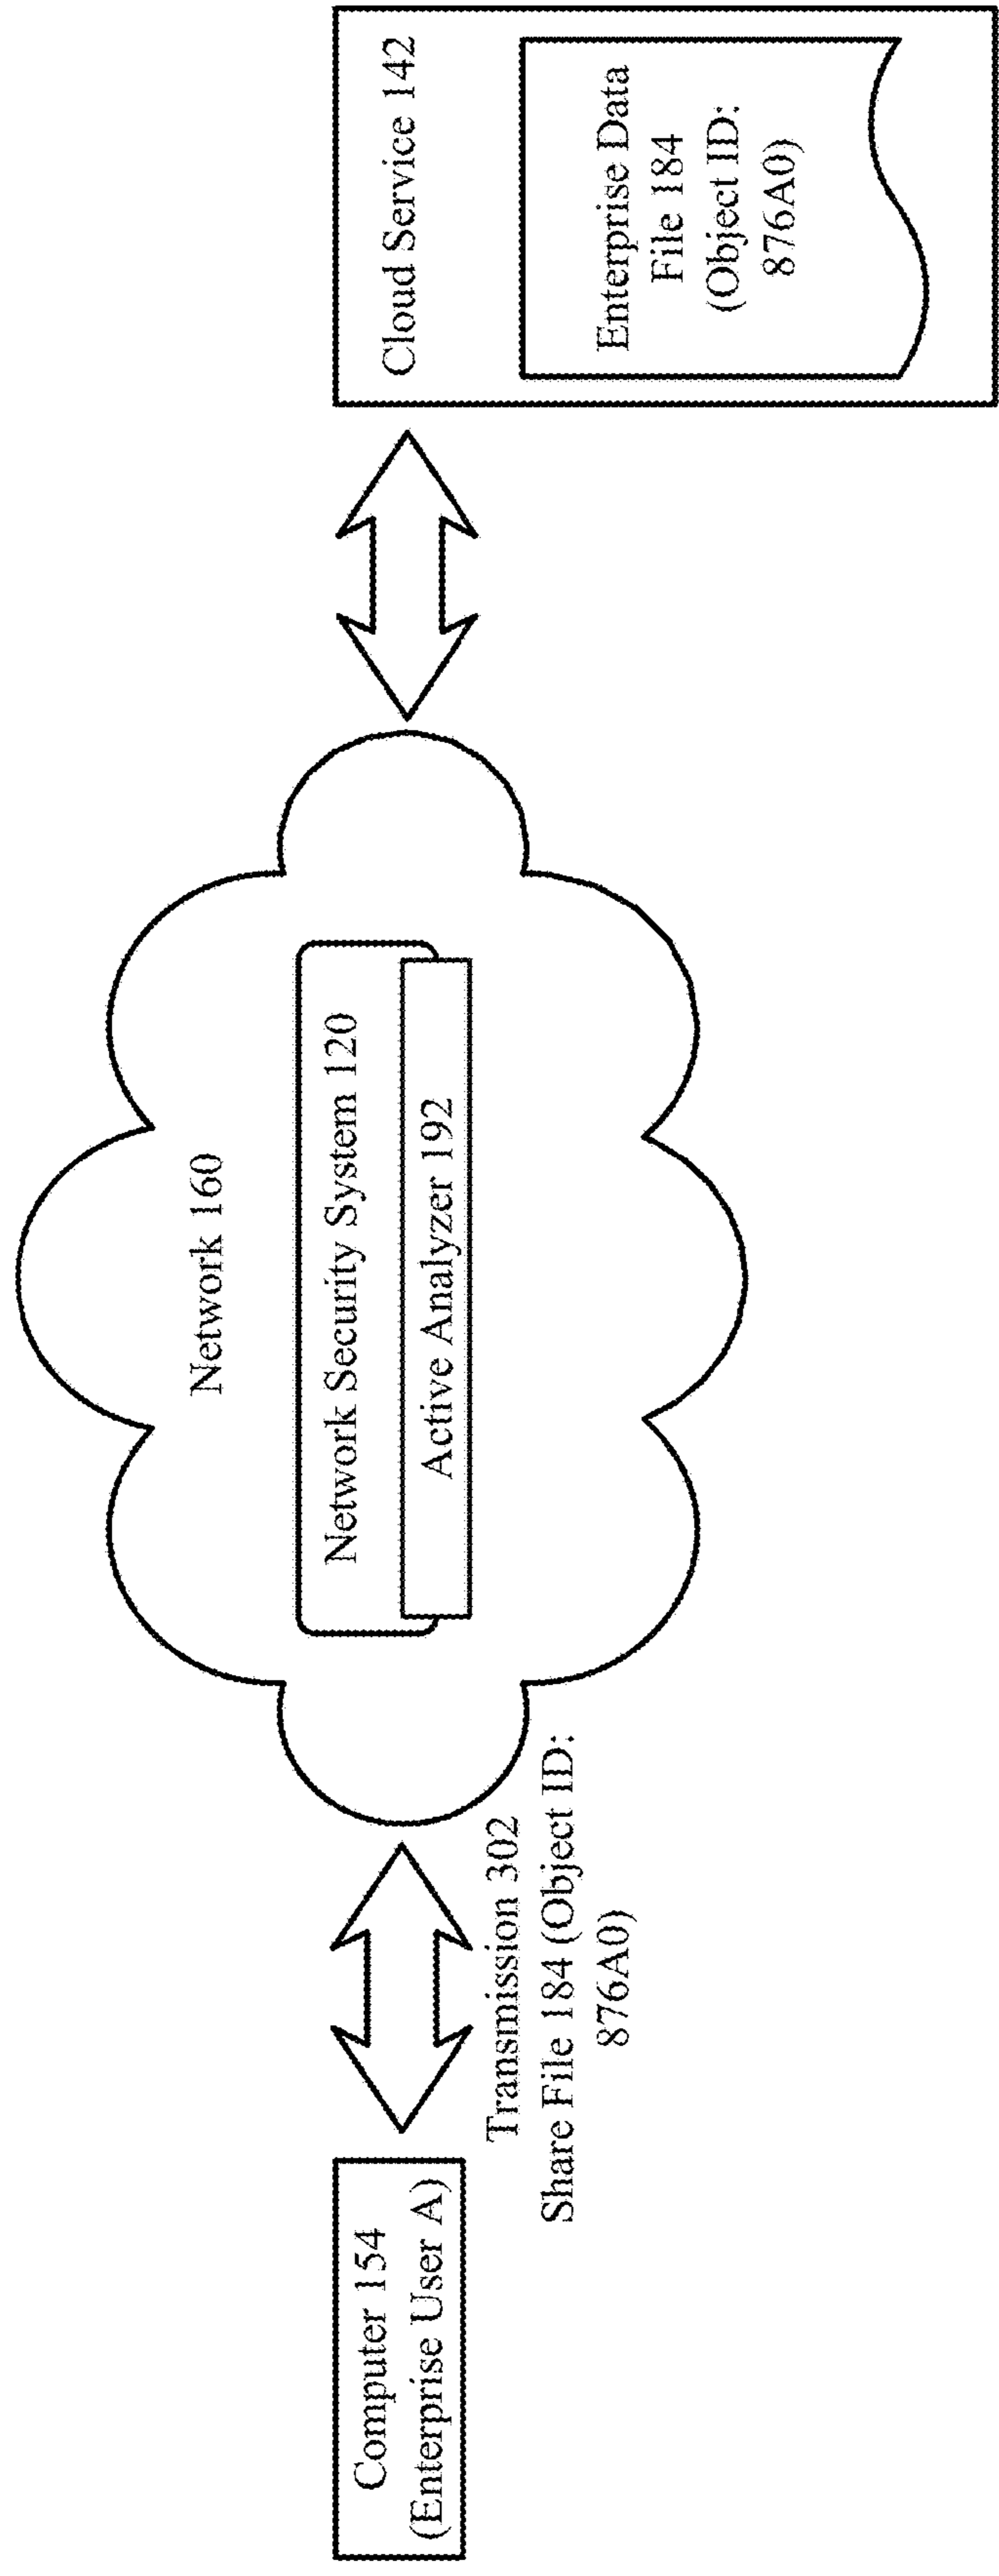 Computer 154
(Enterprise User A)
Transmission 302
Share File 184 (Object ID:
876A0)
Network 160
Network Security System 120
Active Analyzer 192
Cloud Service 142
Enterprise Data
File 184
(Object ID:
876A0)